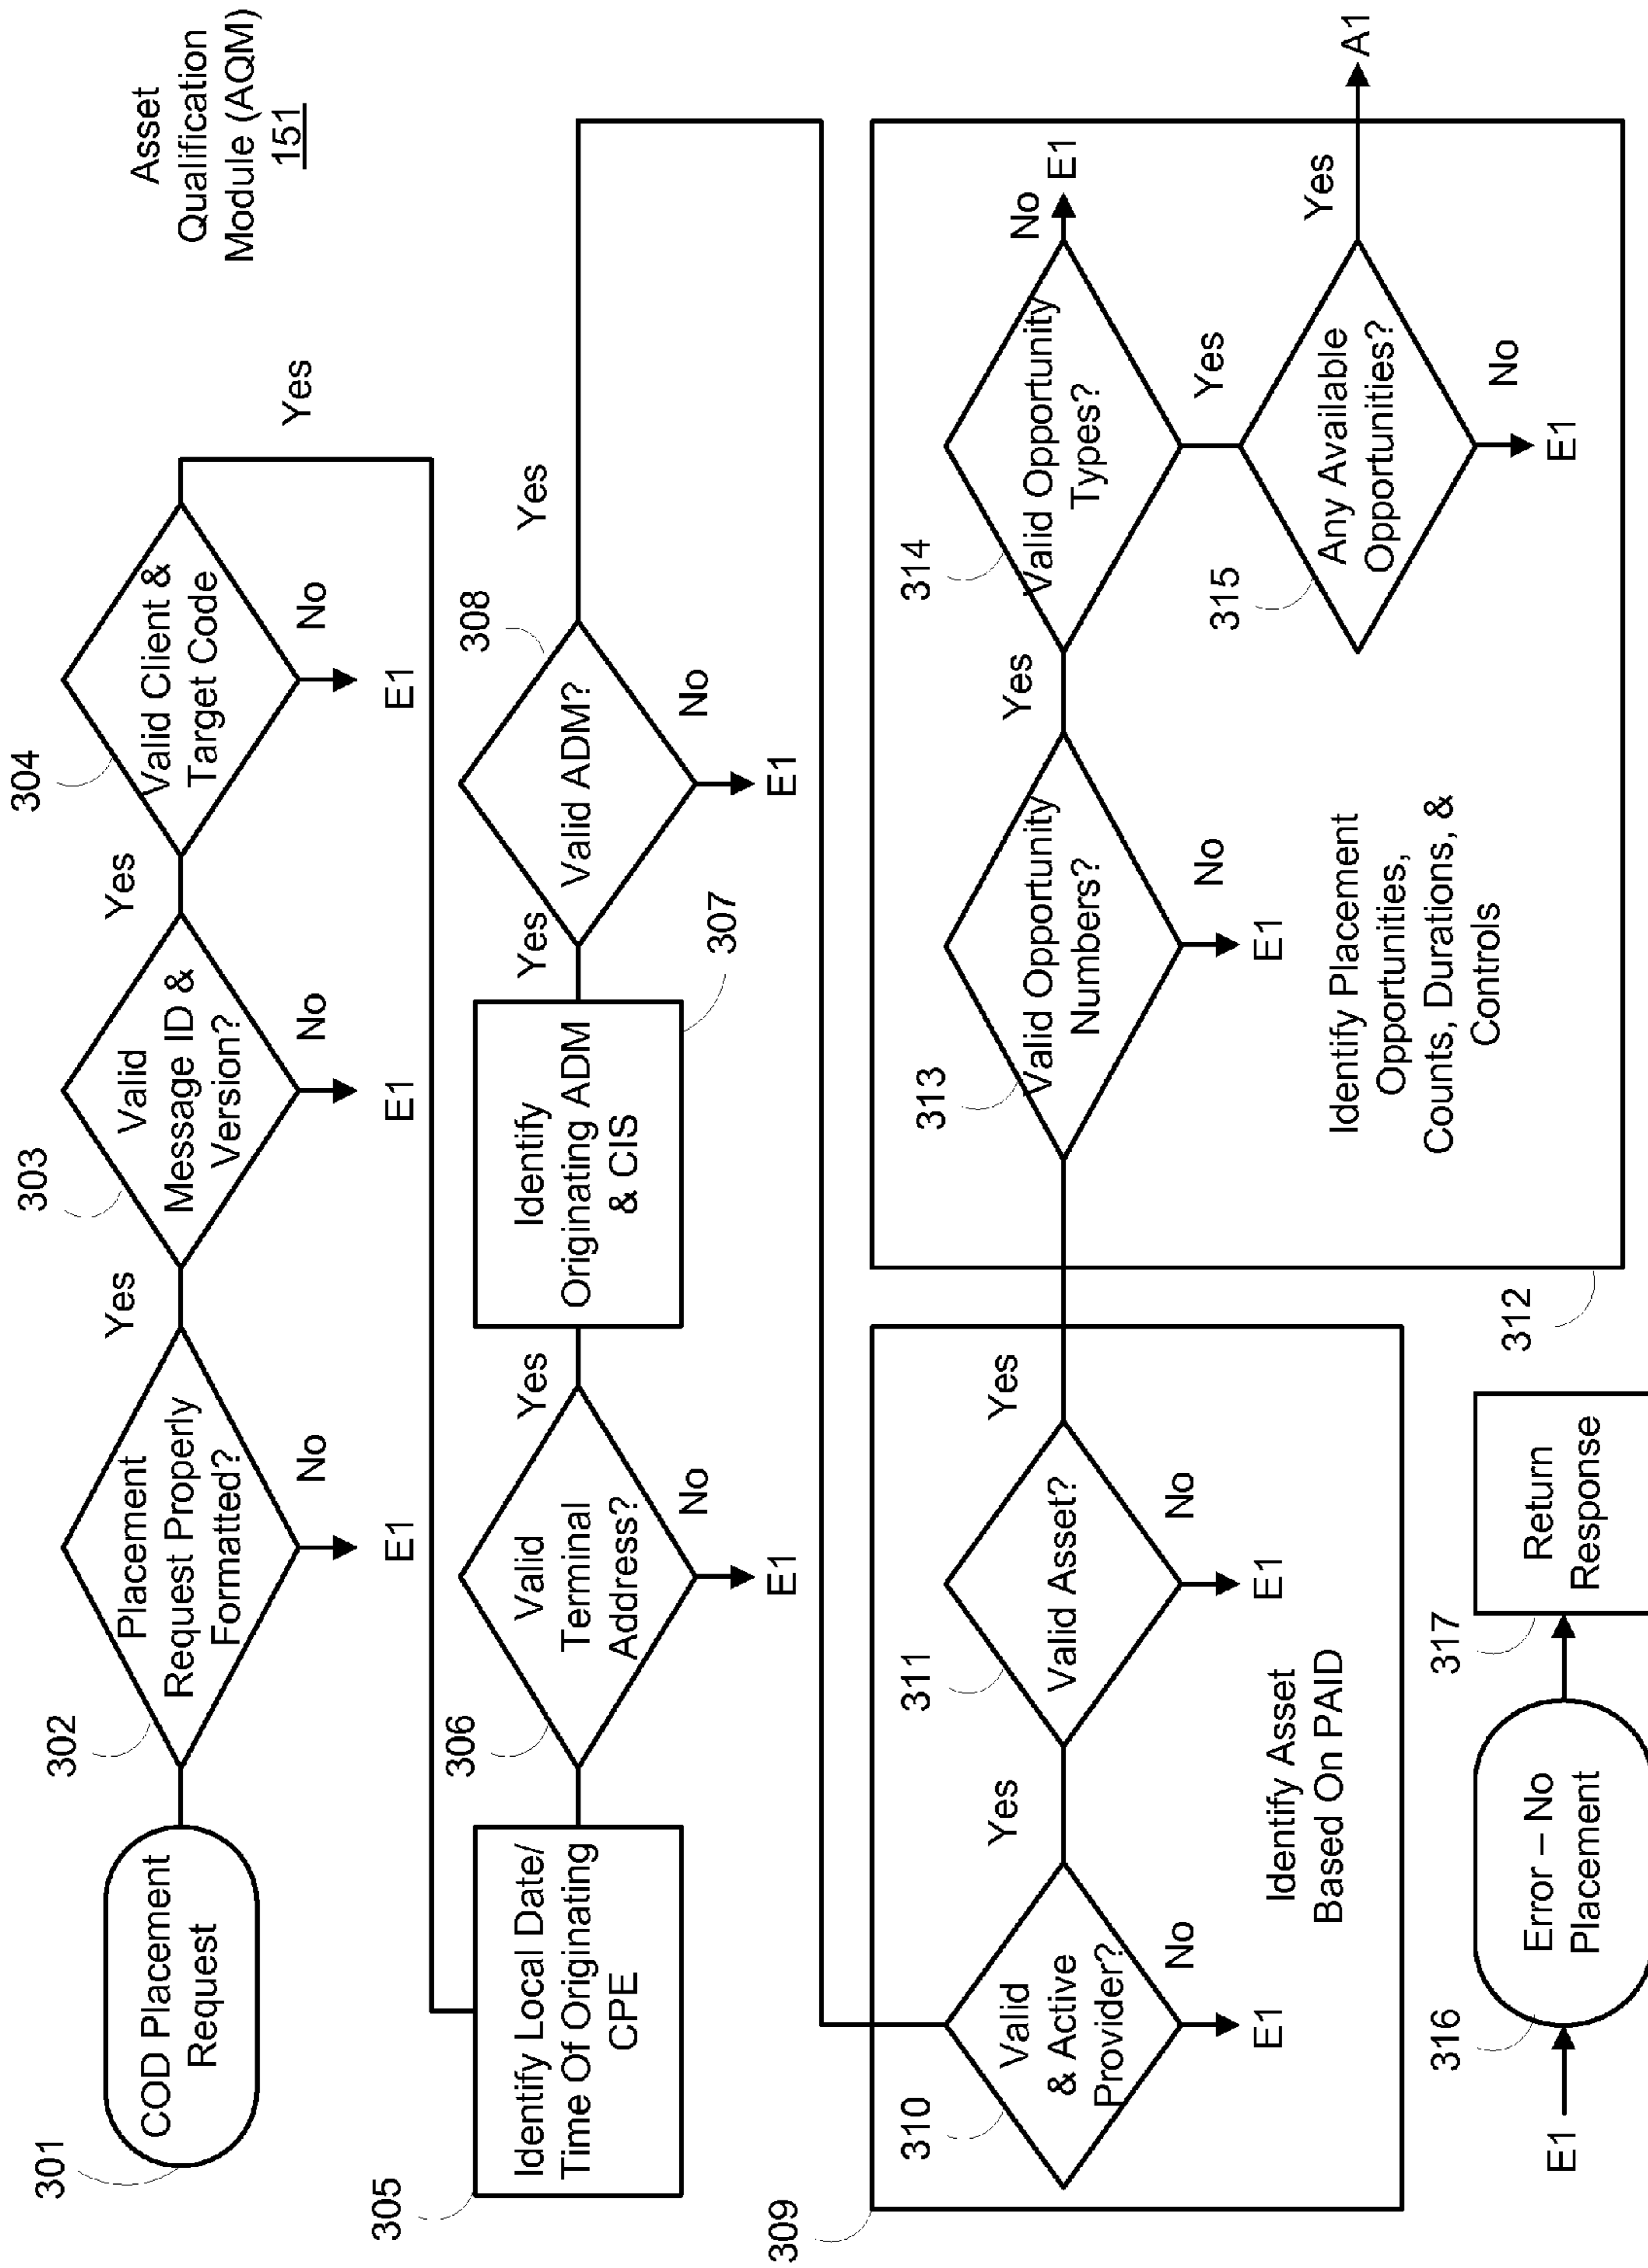 Asset
Qualification
Module (AQM)
151
301
COD Placement
Request
302
Placement
Request Properly
Formatted?
Yes
No
E1
303
Valid
Message ID &
Version?
Yes
No
E1
304
Valid Client &
Target Code
Yes
No
E1
305
Identify Local Date/
Time Of Originating
CPE
306
Valid
Terminal
Address?
Yes
No
E1
Identify
Originating ADM
& CIS
307
Yes
308
Valid ADM?
Yes
No
E1
309
310
Valid
& Active
Provider?
Yes
No
E1
311
Valid Asset?
Yes
No
E1
Identify Asset
Based On PAID
312
313
Valid Opportunity
Numbers?
Yes
No
E1
314
Valid Opportunity
Types?
No
E1
Yes
315
Any Available
Opportunities?
Yes
A1
No
E1
Identify Placement
Opportunities,
Counts, Durations, &
Controls
E1
316
Error – No
Placement
317
Return
Response